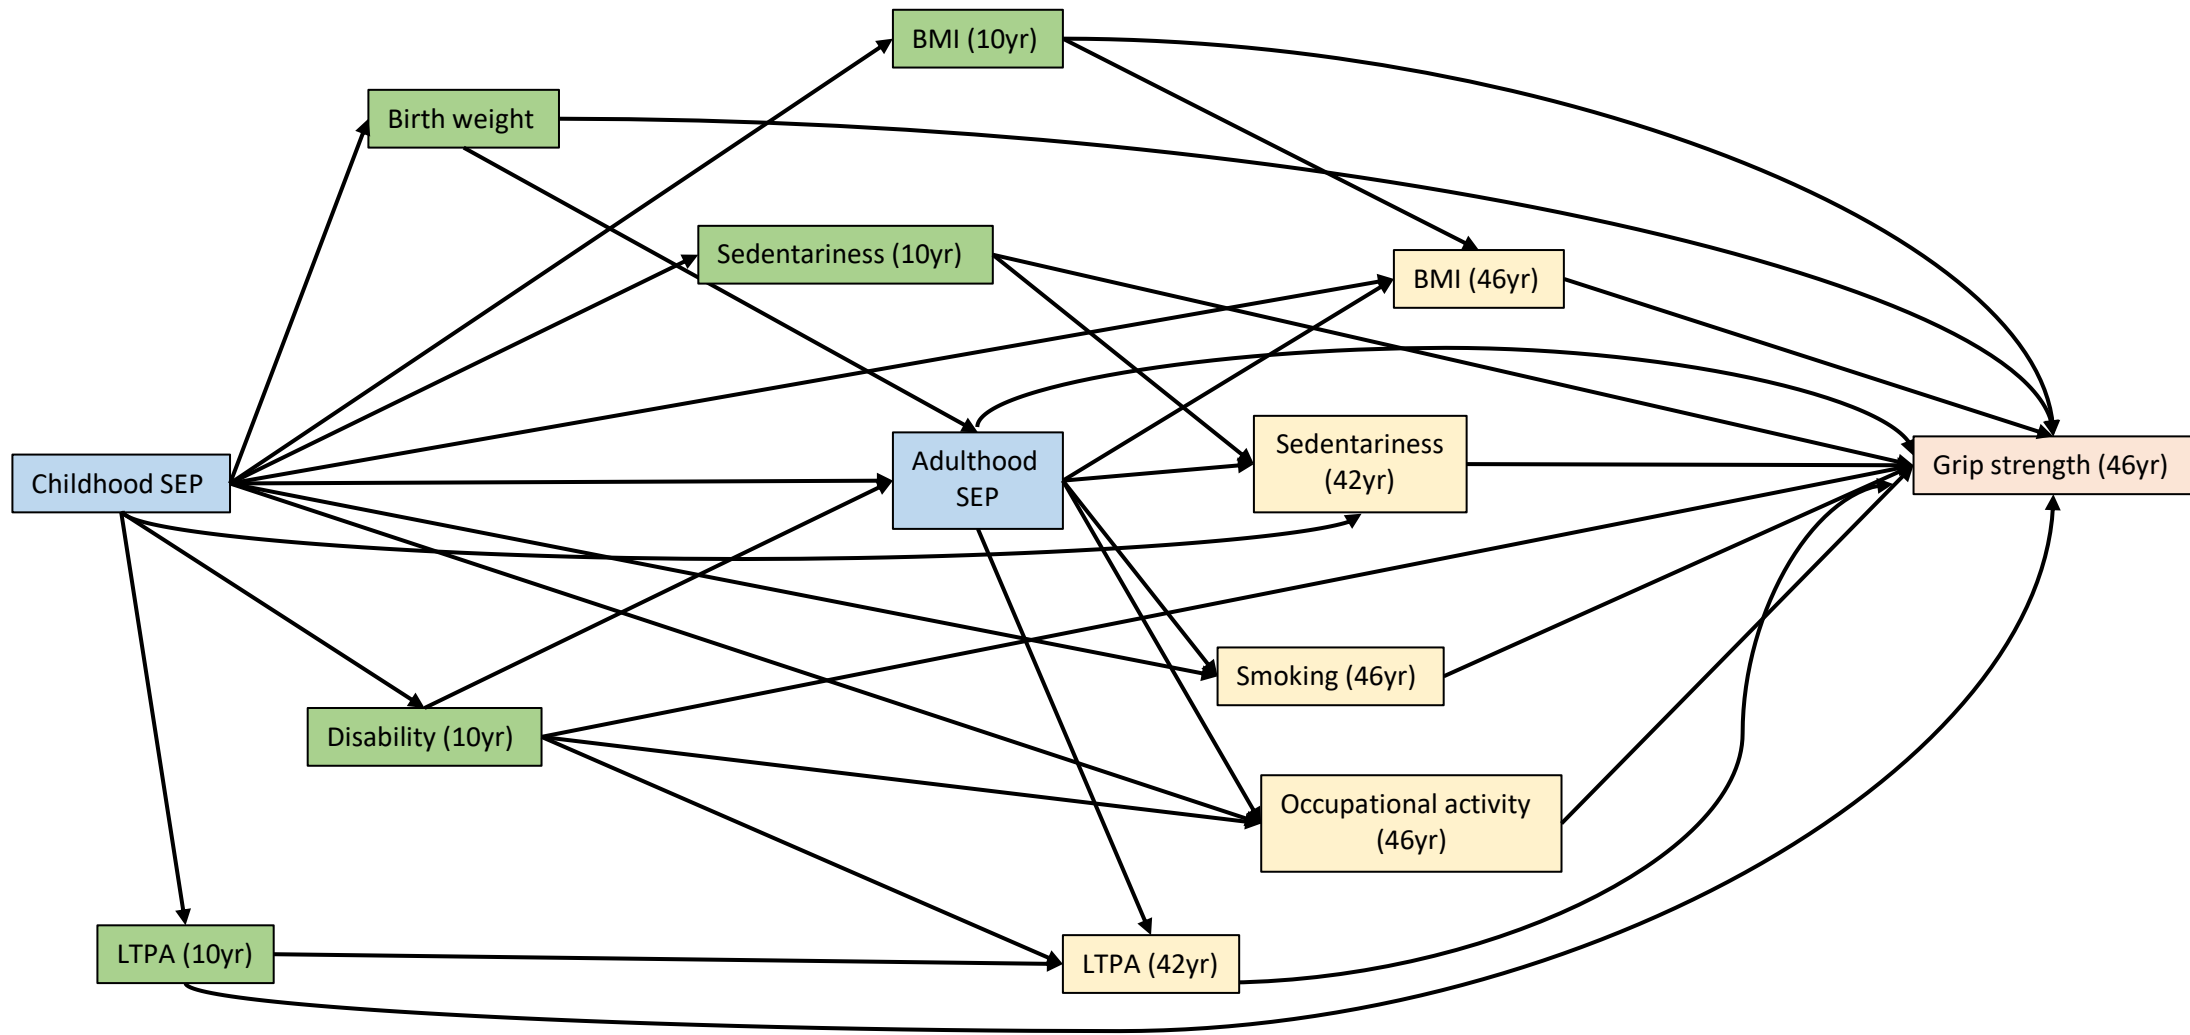 BMI (10yr)
Birth weight
Sedentariness (10yr)
BMI (46yr)
Childhood SEP
Adulthood
SEP
Sedentariness
(42yr)
Grip strength (46yr)
Smoking (46yr)
Disability (10yr)
Occupational activity
(46yr)
LTPA (10yr)
LTPA (42yr)